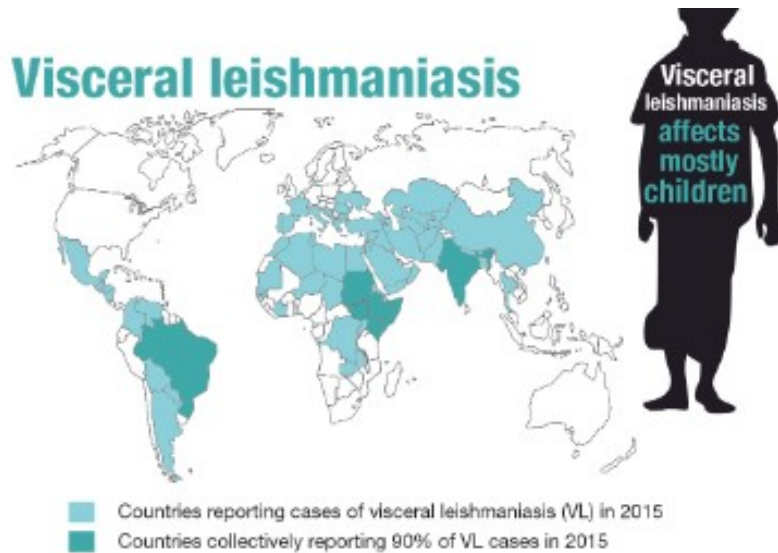 Visceral leishmaniasis
Visceral
leishmaniasis
affects
mostly
children
Countries reporting cases of visceral leishmaniasis (VL) in 2015
Countries collectively reporting 90% of VL cases in 2015